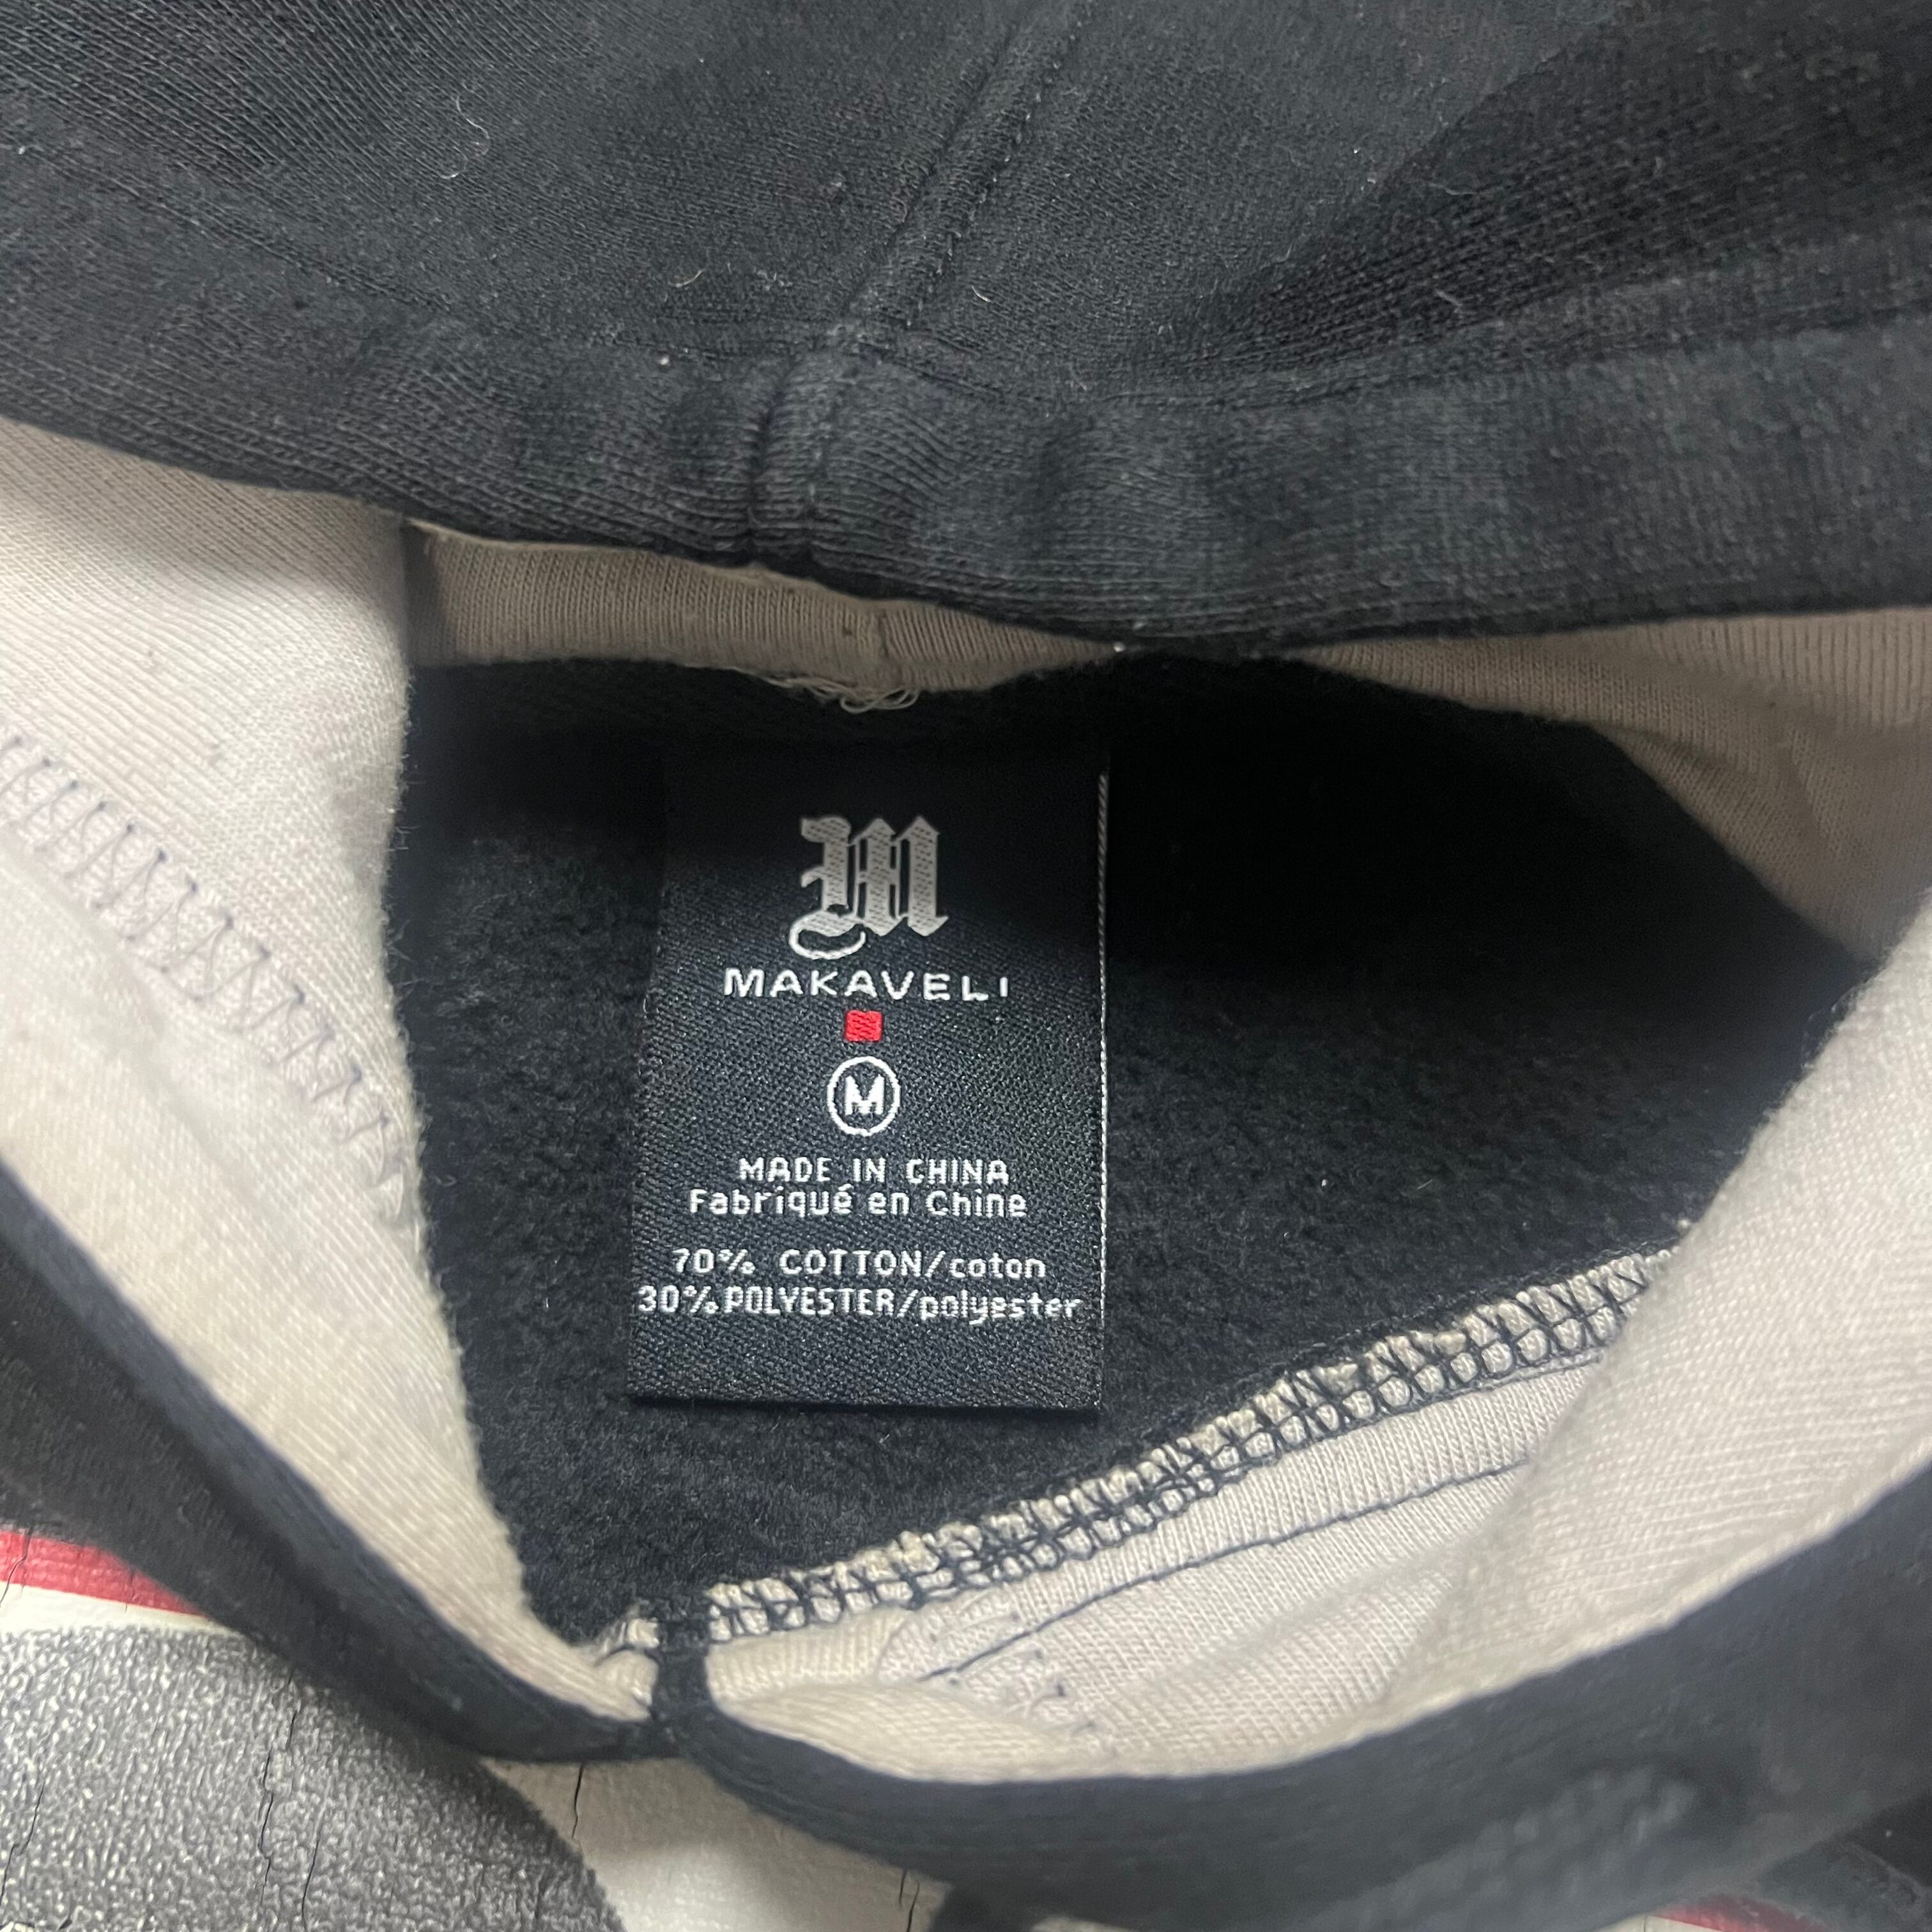 M
MAKAVELI
M
MADE IN CHINA
Fabriqué en Chine
70% COTTON/coton
30% POLYESTER/polyester